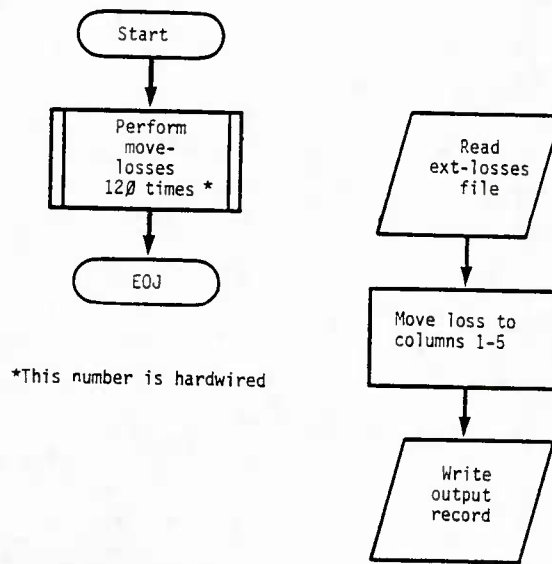 Start
Perform
move-
losses
120 times *
EOJ
*This number is hardwired
Read
ext-losses
file
Move loss to
columns 1-5
Write
output
record